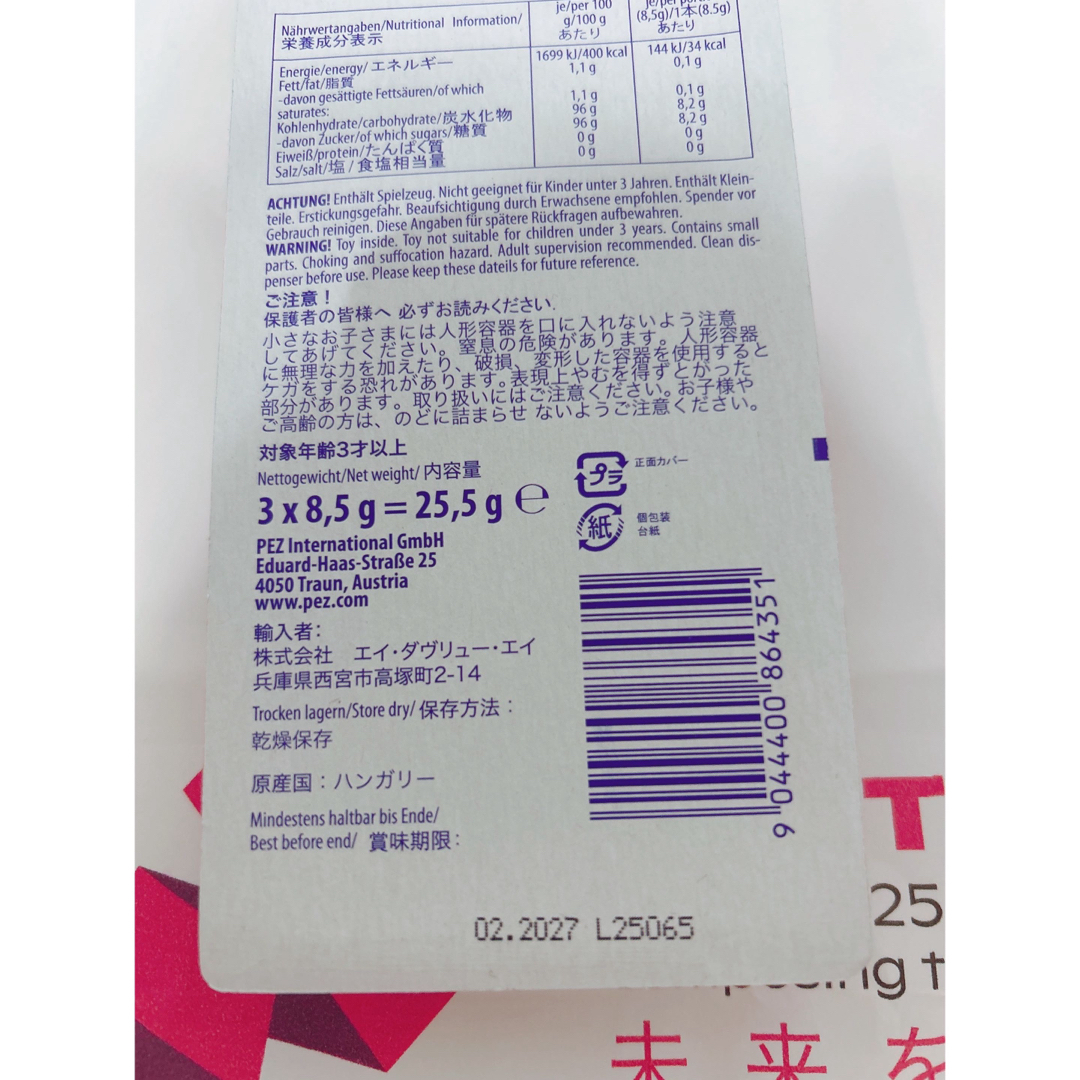 Nährwertangaben/Nutritional Information/
栄養成分表示
je/per 100
g/100 g
あたり
(8,5g)/1本(8.5g)
あたり
Energie/energy/ エネルギー 1699 kJ/400 kcal 144 kJ/34 kcal
Fett/fat/脂質 1,1 g 0,1 g
-davon gesättigte Fettsäuren/of which
saturates: 1,1 g 0,1 g
Kohlenhydrate/carbohydrate/炭水化物 96 g 8,2 g
-davon Zucker/of which sugars/糖質 96 g 8,2 g
Eiweiß/protein/たんぱく質 0 g 0 g
Salz/salt/塩 / 食塩相当量 0 g 0 g
ACHTUNG! Enthält Spielzeug. Nicht geeignet für Kinder unter 3 Jahren. Enthält Klein-
teile. Erstickungsgefahr. Beaufsichtigung durch Erwachsene empfohlen. Spender vor
Gebrauch reinigen. Diese Angaben für spätere Rückfragen aufbewahren.
WARNING! Toy inside. Toy not suitable for children under 3 years. Contains small
parts. Choking and suffocation hazard. Adult supervision recommended. Clean dis-
penser before use. Please keep these dateils for future reference.
ご注意！
保護者の皆様へ 必ずお読みください.
小さなお子さまには人形容器を口に入れないよう注意
してあげてください。窒息の危険があります。人形容器
に無理な力を加えたり、破損、変形した容器を使用すると
ケガをする恐れがあります。表現上やむを得ずとがった
部分があります。取り扱いにはご注意ください。お子様や
ご高齢の方は、のどに詰まらせ ないようご注意ください。
対象年齢3才以上
Nettogewicht/Net weight/ 内容量
3 x 8,5 g = 25,5 g ℮
プラ 正面カバー
紙 個包装
台紙
PEZ International GmbH
Eduard-Haas-Straße 25
4050 Traun, Austria
www.pez.com
輸入者：
株式会社 エイ・ダヴリュー・エイ
兵庫県西宮市高塚町2-14
Trocken lagern/Store dry/ 保存方法：
乾燥保存
原産国：ハンガリー
Mindestens haltbar bis Ende/
Best before end/ 賞味期限：
9 044400 864351
02.2027 L25065
T
25
ng t
未来を